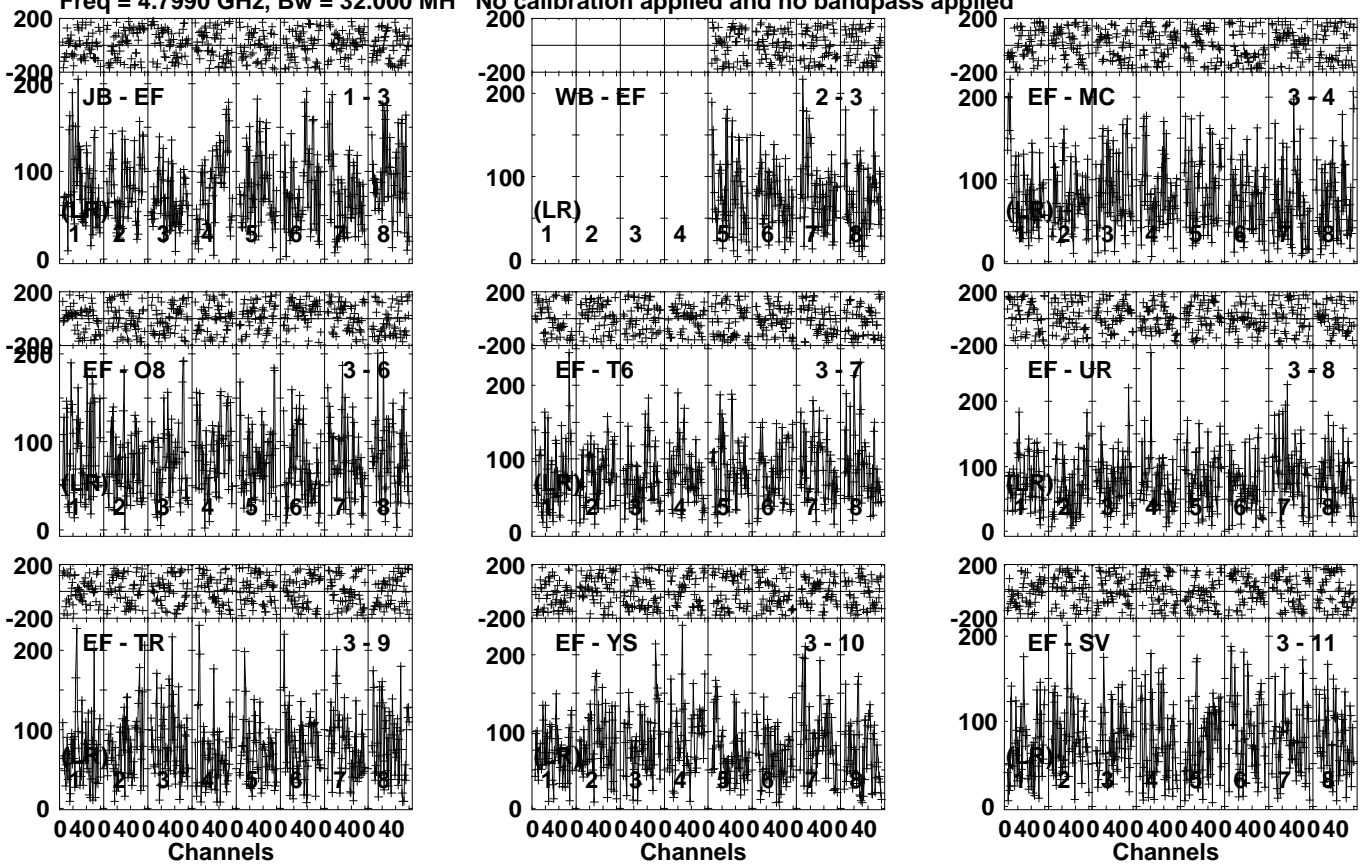 Freq = 4.7990 GHz, Bw = 32.000 MH No calibration applied and no bandpass applied
200 200 200
-200 -200 -200
200 200 200
JB - EF 1 - 3 WB - EF 2 - 3 EF - MC 3 - 4
100 100 100
(LR) (LR) (LR)
1 2 3 4 5 6 7 8 1 2 3 4 5 6 7 8 1 2 3 4 5 6 7 8
0 0 0
200 200 200
-200 -200 -200
200 200 200
EF - O8 3 - 6 EF - T6 3 - 7 EF - UR 3 - 8
100 100 100
(LR) (LR) (LR)
1 2 3 4 5 6 7 8 1 2 3 4 5 6 7 8 1 2 3 4 5 6 7 8
0 0 0
200 200 200
-200 -200 -200
200 200 200
EF - TR 3 - 9 EF - YS 3 - 10 EF - SV 3 - 11
100 100 100
(LR) (LR) (LR)
1 2 3 4 5 6 7 8 1 2 3 4 5 6 7 8 1 2 3 4 5 6 7 8
0 0 0
0 40 0 40 0 40 0 40 0 40 0 40 0 40 0 40 0 40 0 40 0 40 0 40 0 40 0 40 0 40 0 40 0 40 0 40 0 40 0 40 0 40 0 40 0 40 0 40
Channels Channels Channels